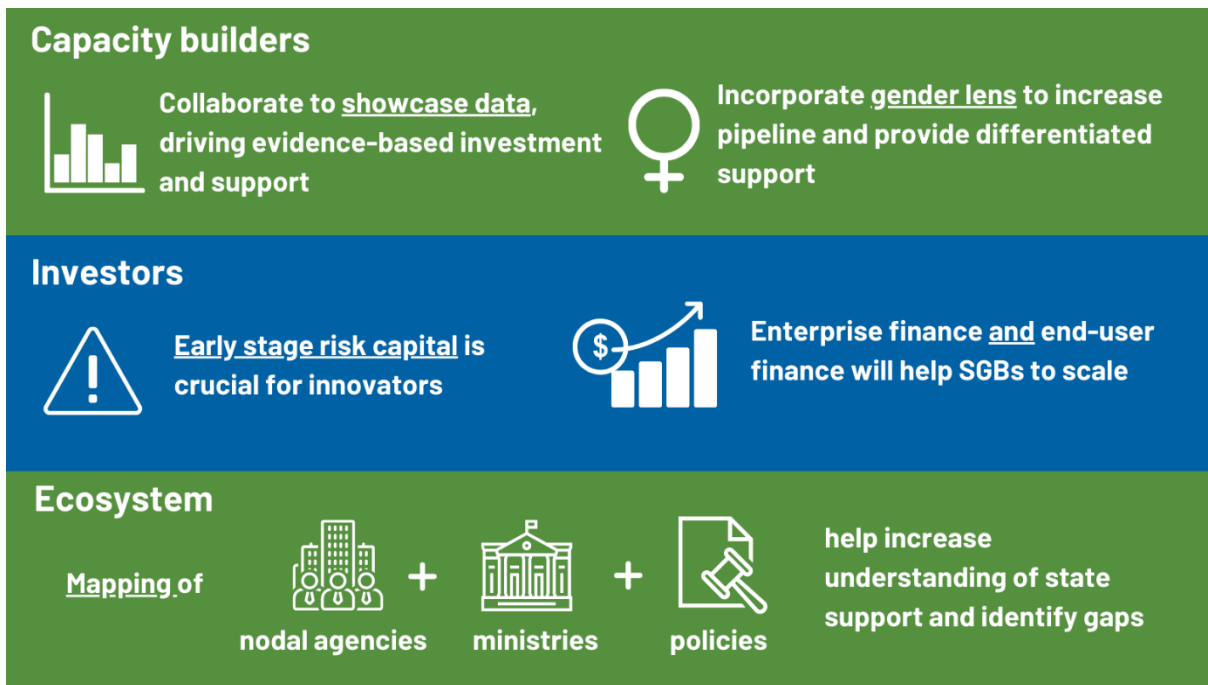 Capacity builders
Collaborate to showcase data,
driving evidence-based investment
and support
Incorporate gender lens to increase
pipeline and provide differentiated
support
Investors
Early stage risk capital is
crucial for innovators
$
Enterprise finance and end-user
finance will help SGBs to scale
Ecosystem
Mapping of
+
+
nodal agencies
ministries
policies
help increase
understanding of state
support and identify gaps